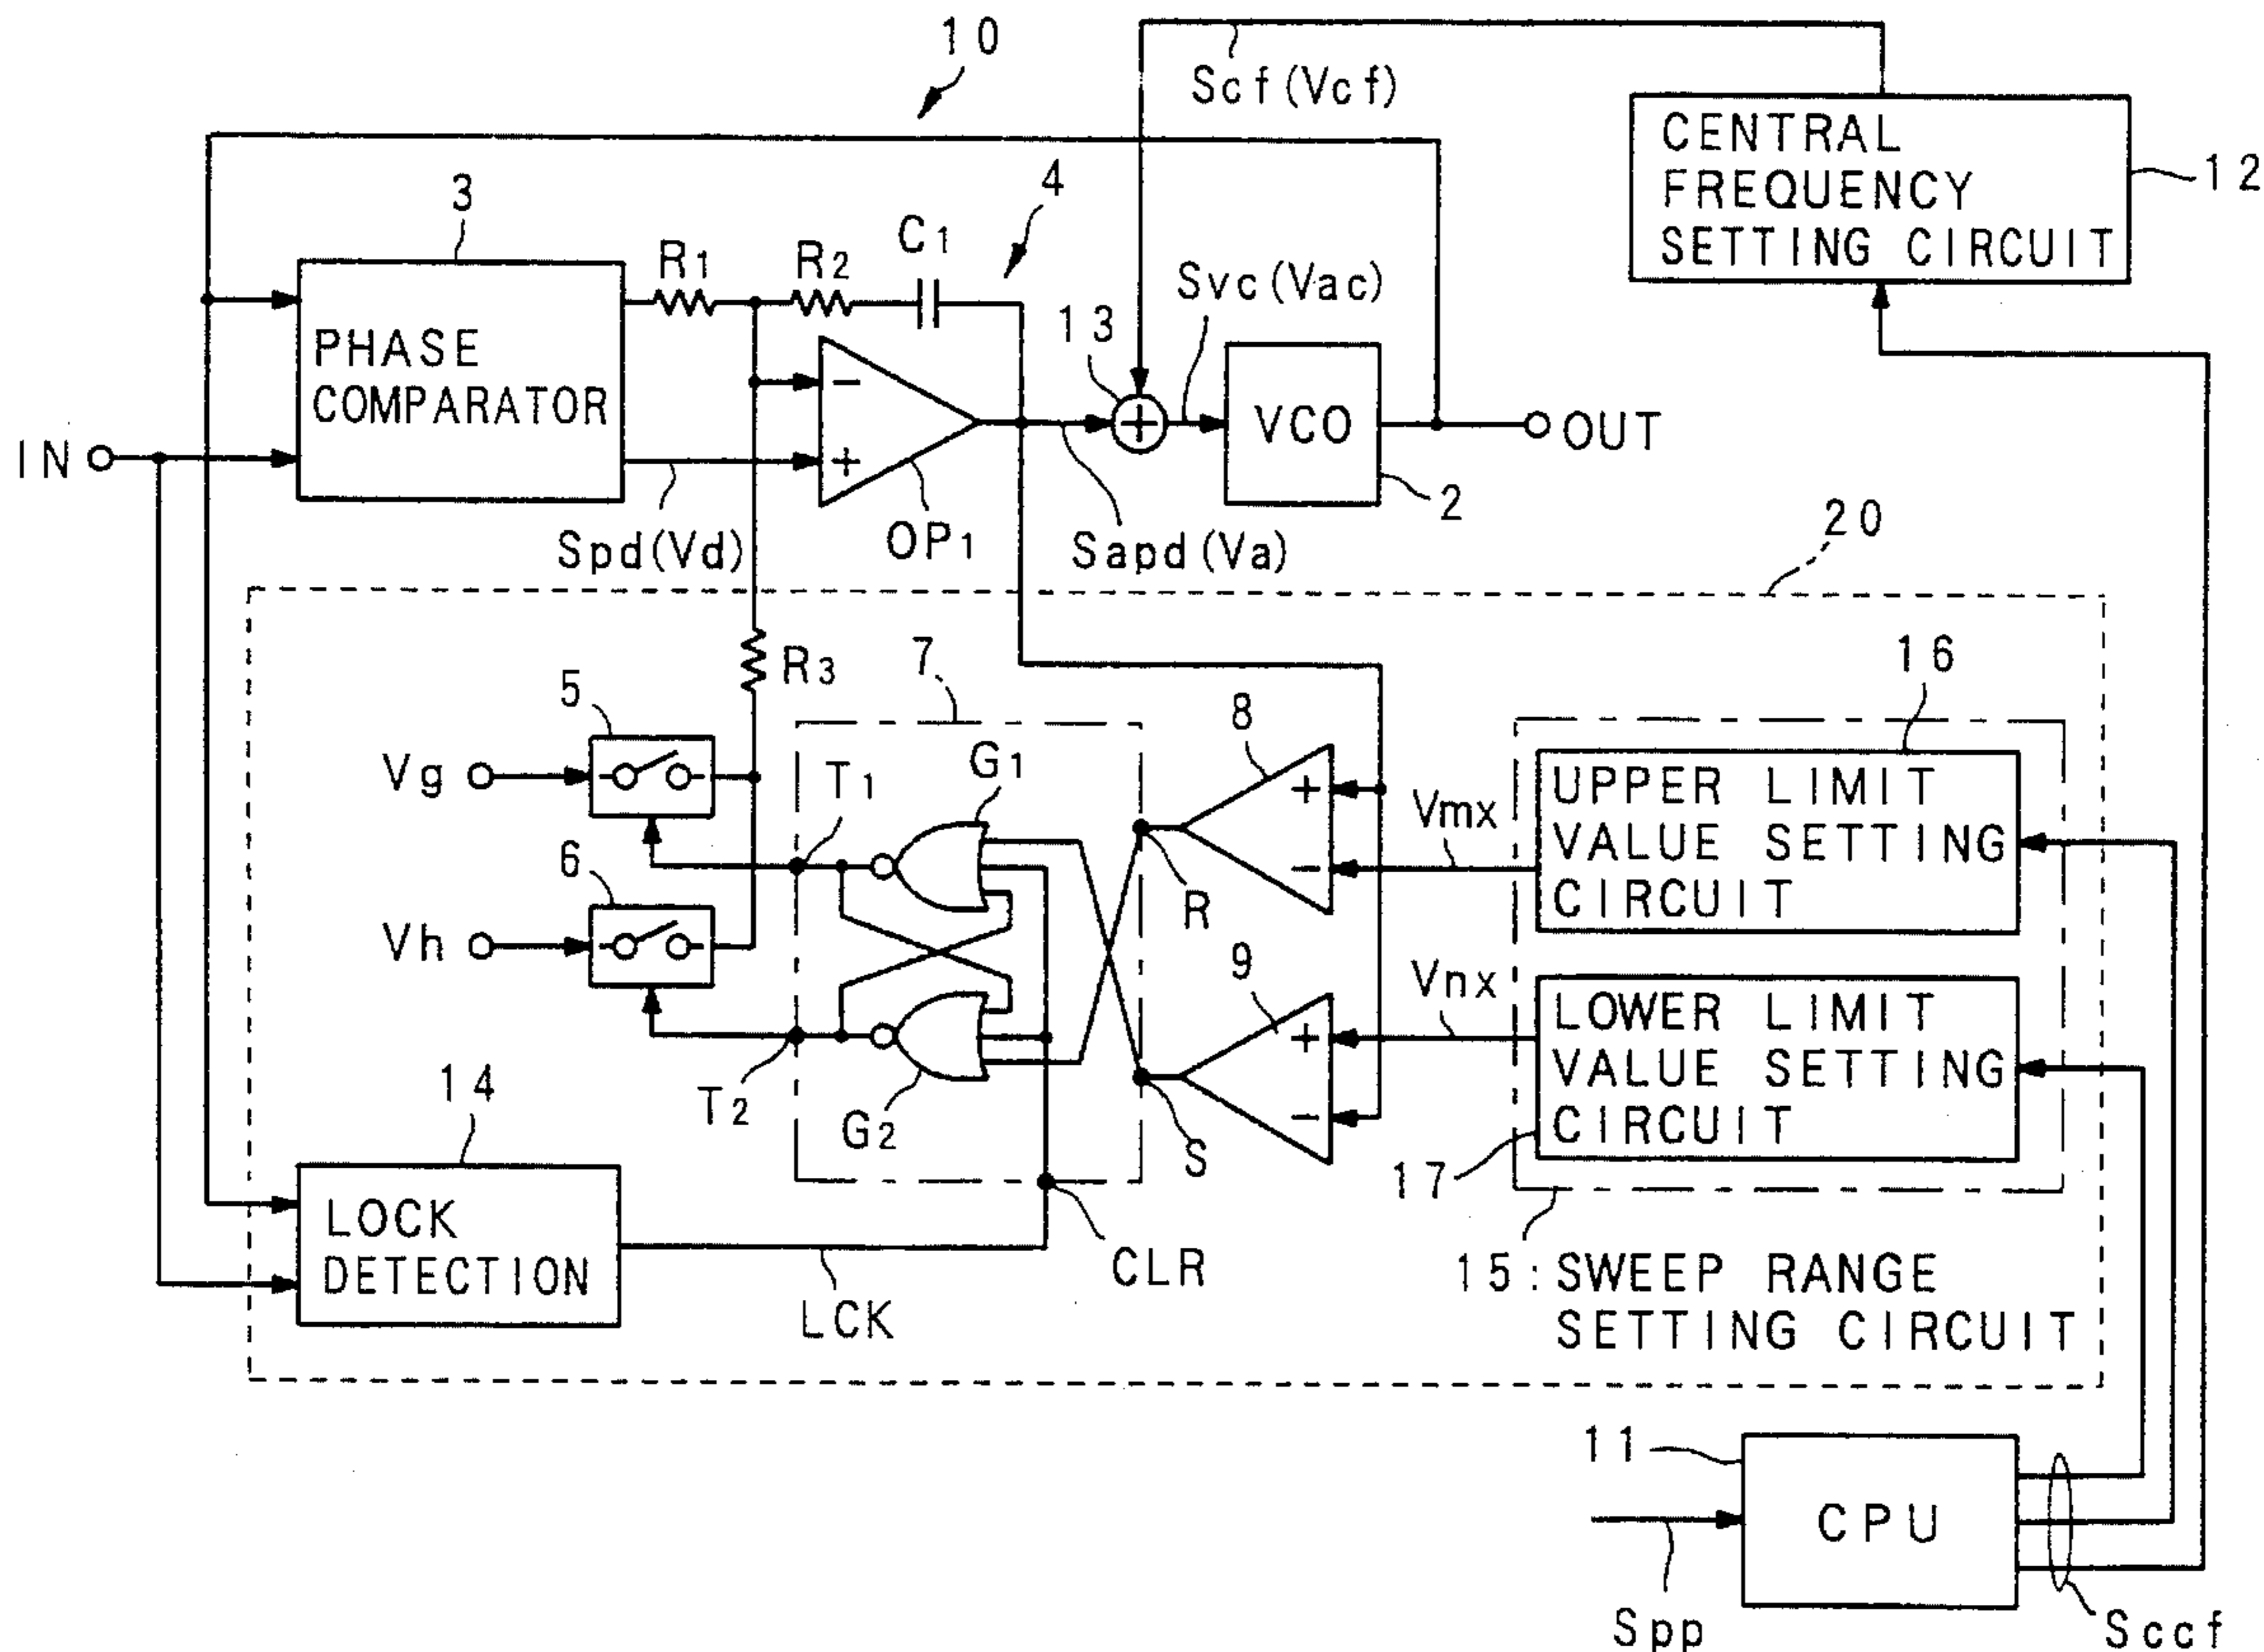 10
Scf(Vcf)
CENTRAL
FREQUENCY
SETTING CIRCUIT
12
3
R1
R2
C1
4
13
Svc(Vac)
PHASE
COMPARATOR
−
+
+
VCO
IN
OUT
2
Spd(Vd)
OP1
Sapd(Va)
20
R3
7
16
5
8
Vg
T1
G1
+
−
Vmx
UPPER LIMIT
VALUE SETTING
CIRCUIT
6
R
Vh
9
Vnx
+
−
LOWER LIMIT
VALUE SETTING
CIRCUIT
14
T2
G2
S
17
LOCK
DETECTION
CLR
LCK
15:SWEEP RANGE
SETTING CIRCUIT
11
CPU
Spp
Sccf